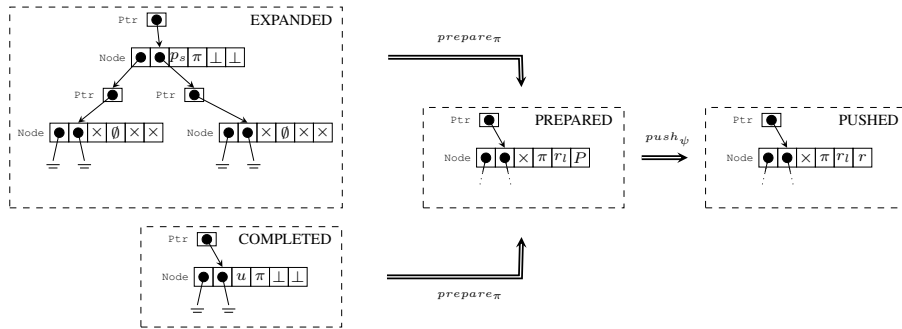 EXPANDED
Ptr
Node p_s π ⊥ ⊥
Ptr
Ptr
Node × ∅ × ×
Node × ∅ × ×
prepare_π
PREPARED
Ptr
Node × π r_l P
push_ψ
PUSHED
Ptr
Node × π r_l r
COMPLETED
Ptr
Node u π ⊥ ⊥
prepare_π